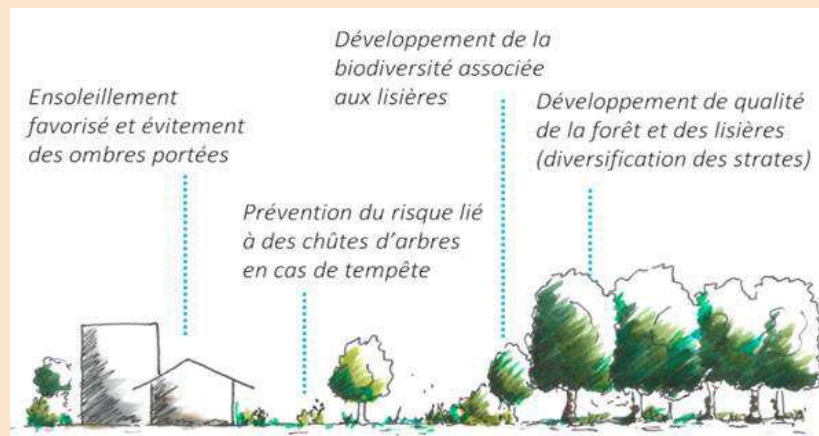 Ensoleillement
favorisé et évitement
des ombres portées
Prévention du risque lié
à des chûtes d'arbres
en cas de tempête
Développement de la
biodiversité associée
aux lisières
Développement de qualité
de la forêt et des lisières
(diversification des strates)